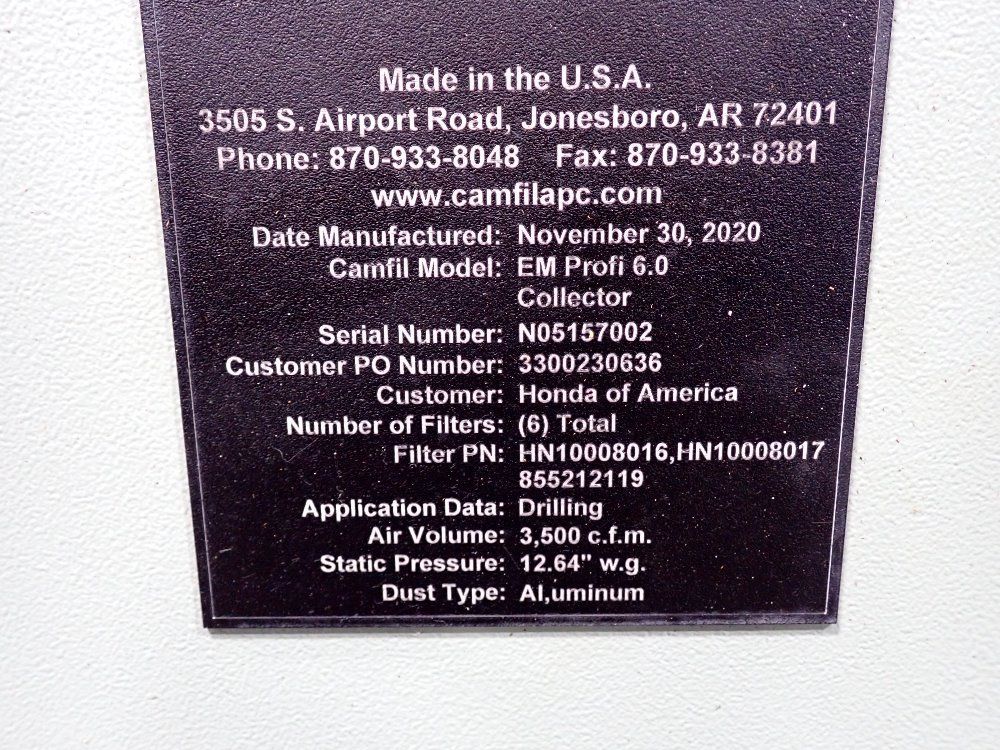 Made in the U.S.A.
3505 S. Airport Road, Jonesboro, AR 72401
Phone: 870-933-8048 Fax: 870-933-8381
www.camfilapc.com
Date Manufactured: November 30, 2020
Camfil Model: EM Profi 6.0
Collector
Serial Number: N05157002
Customer PO Number: 3300230636
Customer: Honda of America
Number of Filters: (6) Total
Filter PN: HN10008016,HN10008017
855212119
Application Data: Drilling
Air Volume: 3,500 c.f.m.
Static Pressure: 12.64" w.g.
Dust Type: Al,uminum